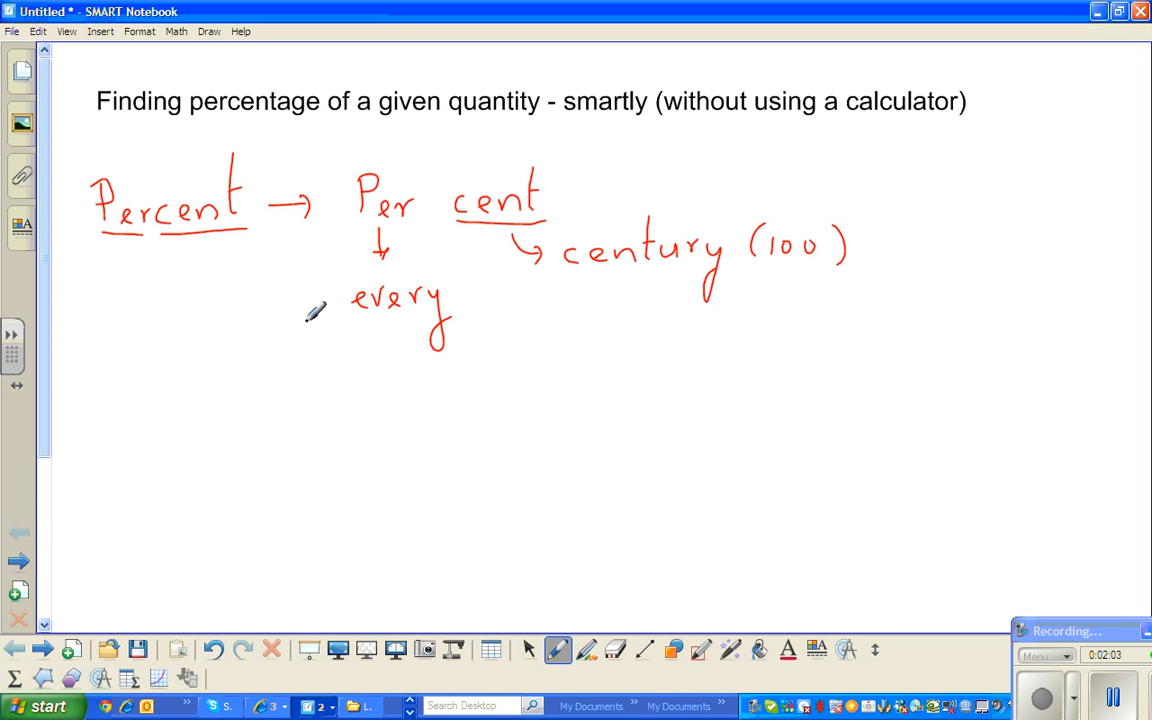 Untitled * - SMART Notebook
File Edit View Insert Format Math Draw Help
Finding percentage of a given quantity - smartly (without using a calculator)
Percent → Per cent
century (100)
every
Recording...
Menu 0:02:03
start S. 3 2 L. Search Desktop My Documents » My Documents »